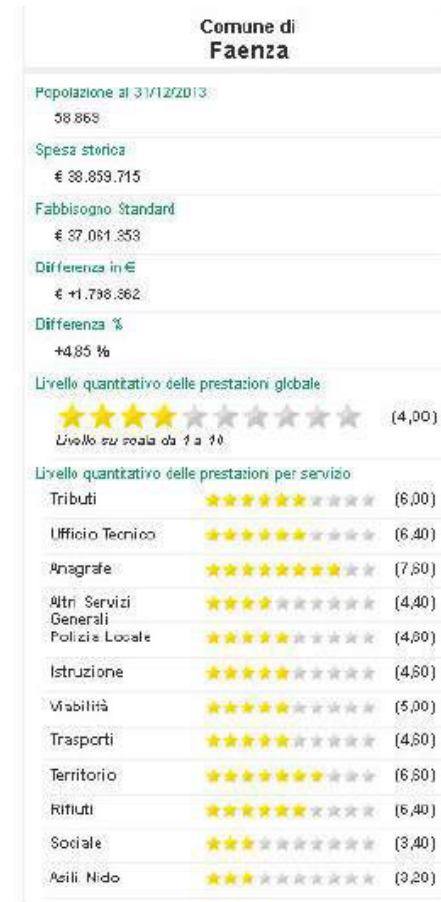 Comune di
Faenza
Popolazione al 31/12/2013
58.869
Spesa storica
€ 38.859.715
Fabbisogno Standard
€ 37.061.353
Differenza in €
€ +1.798.362
Differenza %
+4,85 %
Livello quantitativo delle prestazioni globale
(4,00)
Livello su scala da 1 a 10
Livello quantitativo delle prestazioni per servizio
Tributi (6,00)
Ufficio Tecnico (6,40)
Anagrafe (7,60)
Altri Servizi (4,40)
Generali
Polizia Locale
Istruzione (4,60)
Viabilità (5,00)
Trasporti (4,60)
Territorio (6,60)
Rifiuti (6,40)
Sociale (3,40)
Asili Nido (3,20)